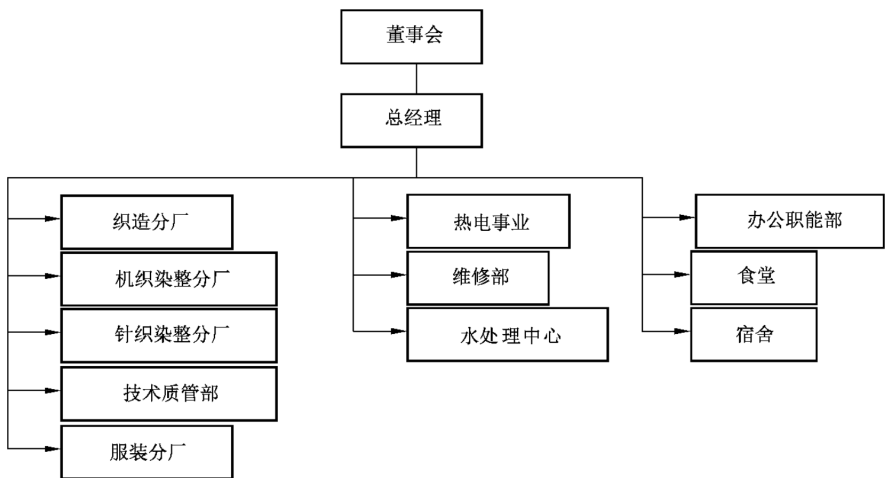 董事会
总经理
织造分厂
机织染整分厂
针织染整分厂
技术质管部
服装分厂
热电事业
维修部
水处理中心
办公职能部
食堂
宿舍